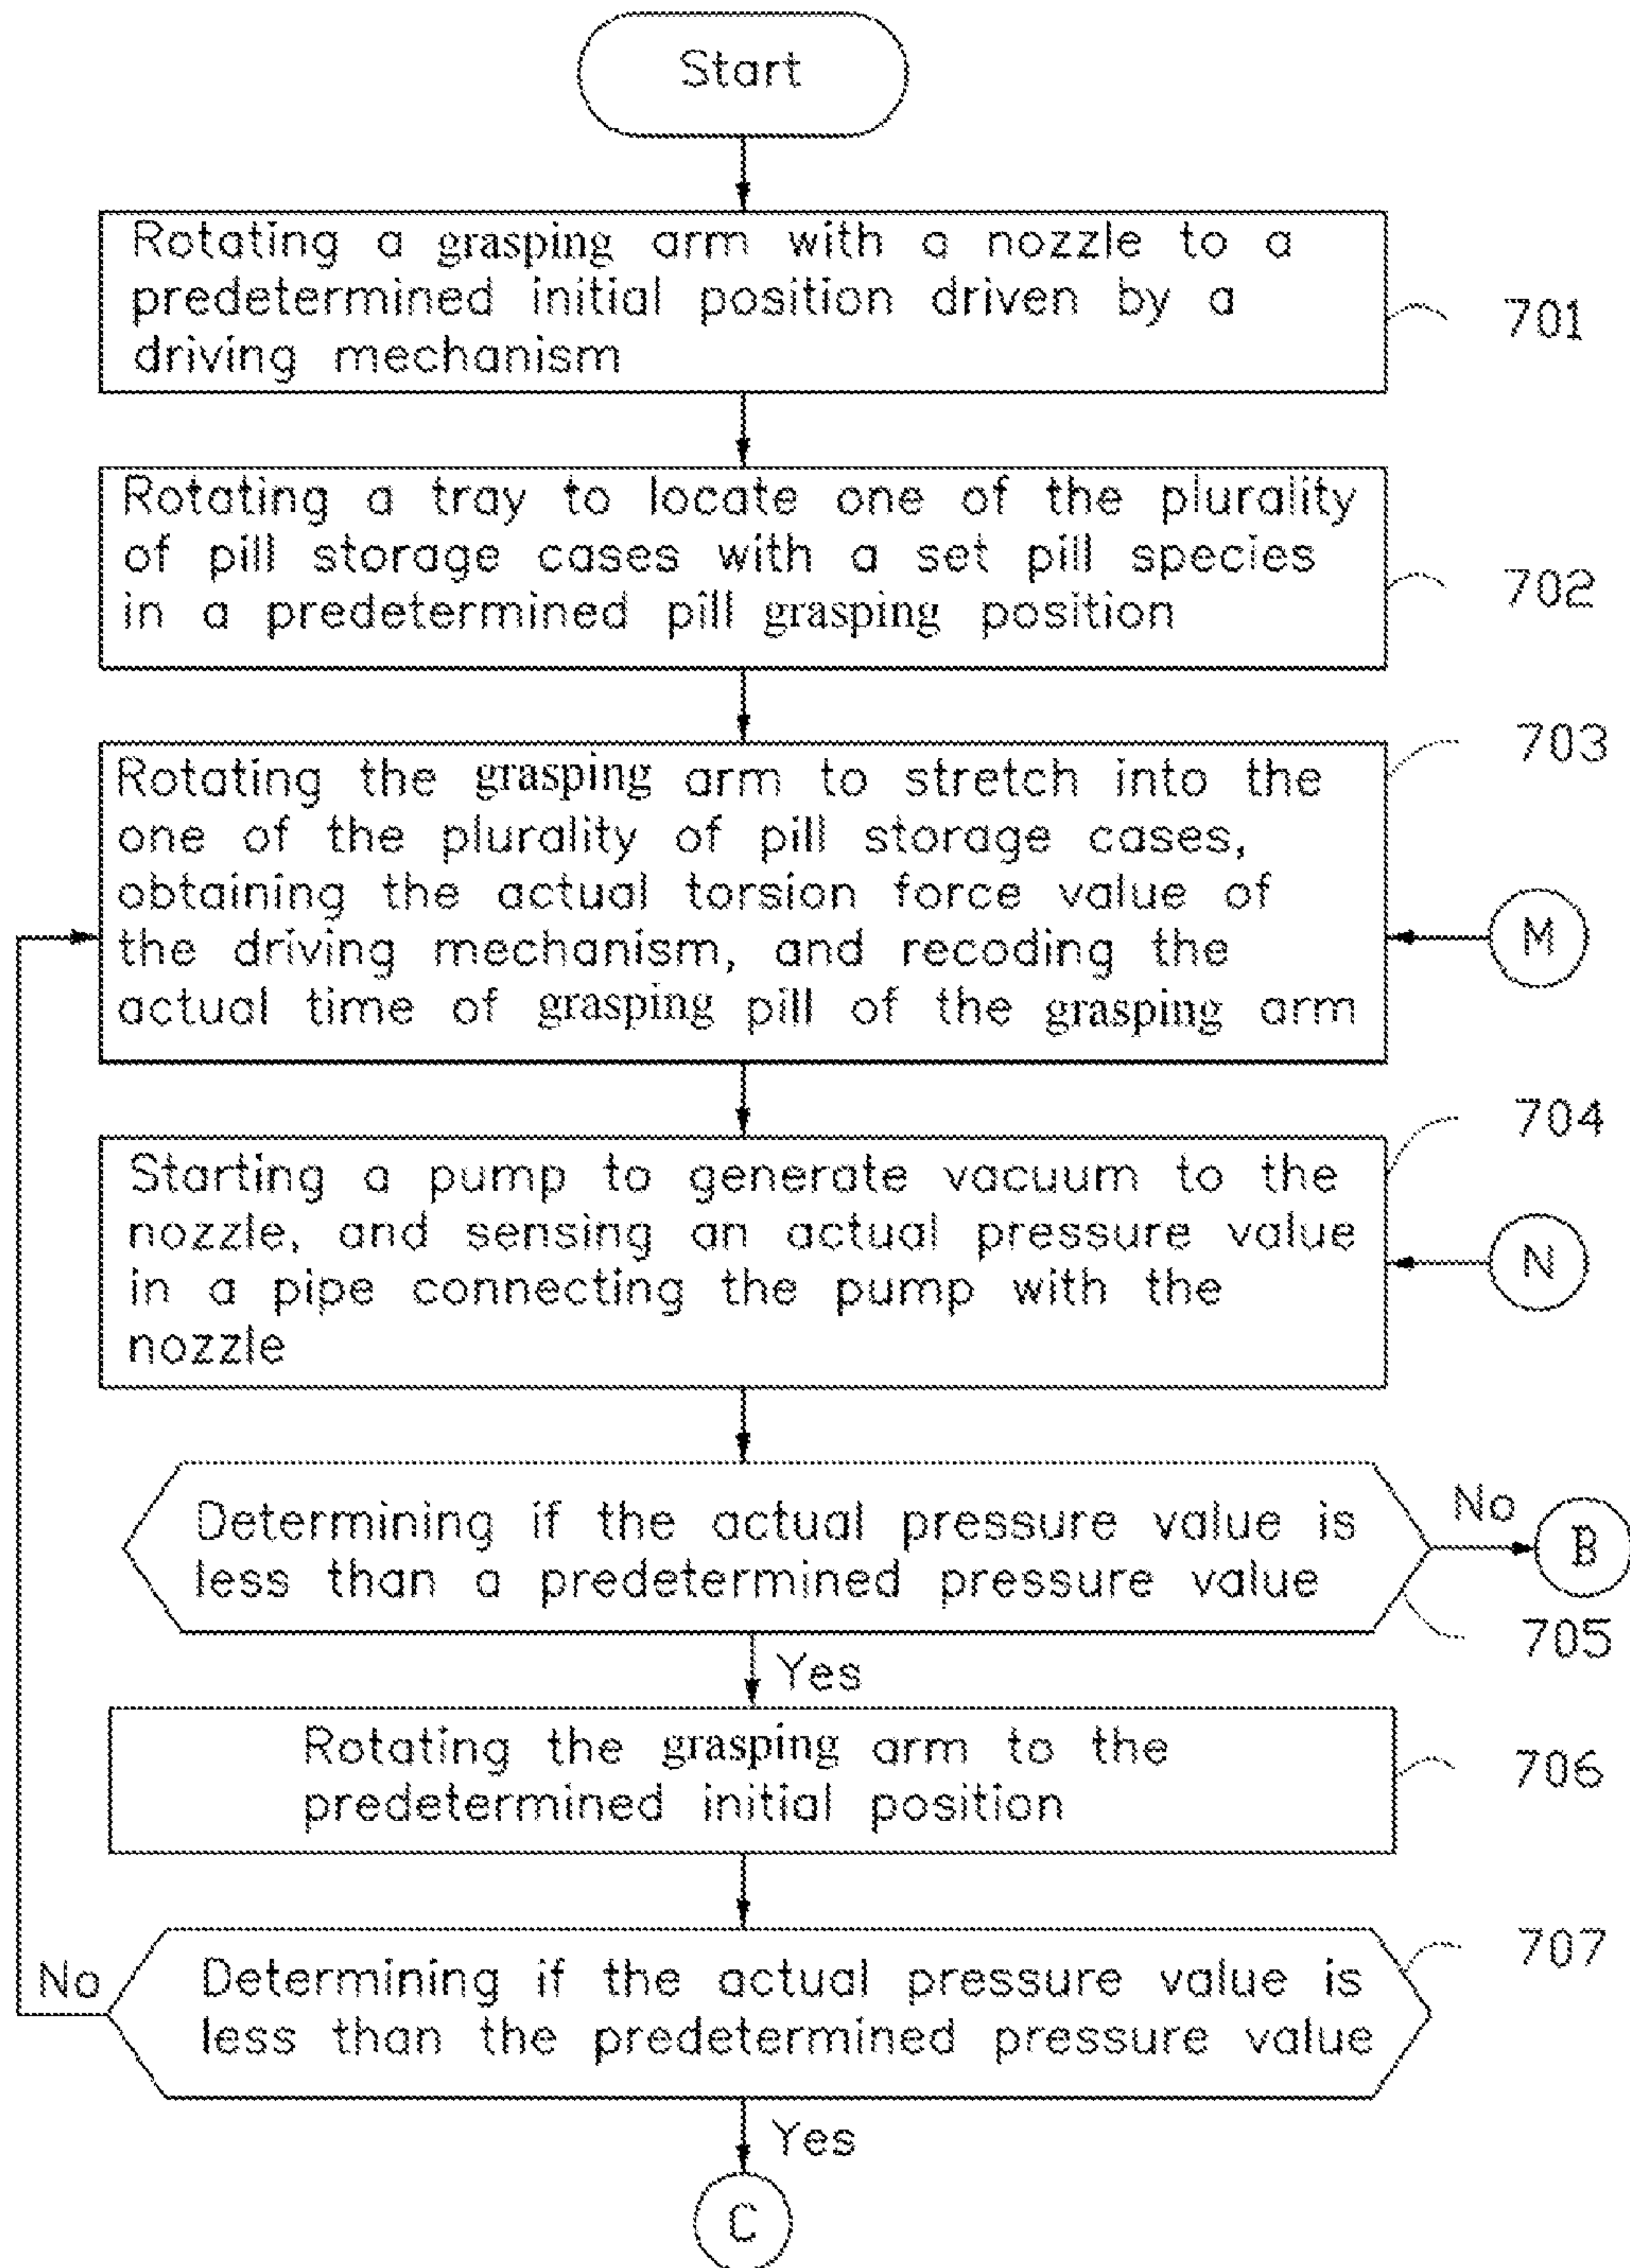 Start
Rotating a grasping arm with a nozzle to a
predetermined initial position driven by a
driving mechanism
701
Rotating a tray to locate one of the plurality
of pill storage cases with a set pill species
in a predetermined pill grasping position
702
703
Rotating the grasping arm to stretch into the
one of the plurality of pill storage cases,
obtaining the actual torsion force value of
the driving mechanism, and recoding the
actual time of grasping pill of the grasping arm
M
704
Starting a pump to generate vacuum to the
nozzle, and sensing an actual pressure value
in a pipe connecting the pump with the
nozzle
N
Determining if the actual pressure value is
less than a predetermined pressure value
No
B
705
Yes
Rotating the grasping arm to the
predetermined initial position
706
707
No
Determining if the actual pressure value is
less than the predetermined pressure value
Yes
C